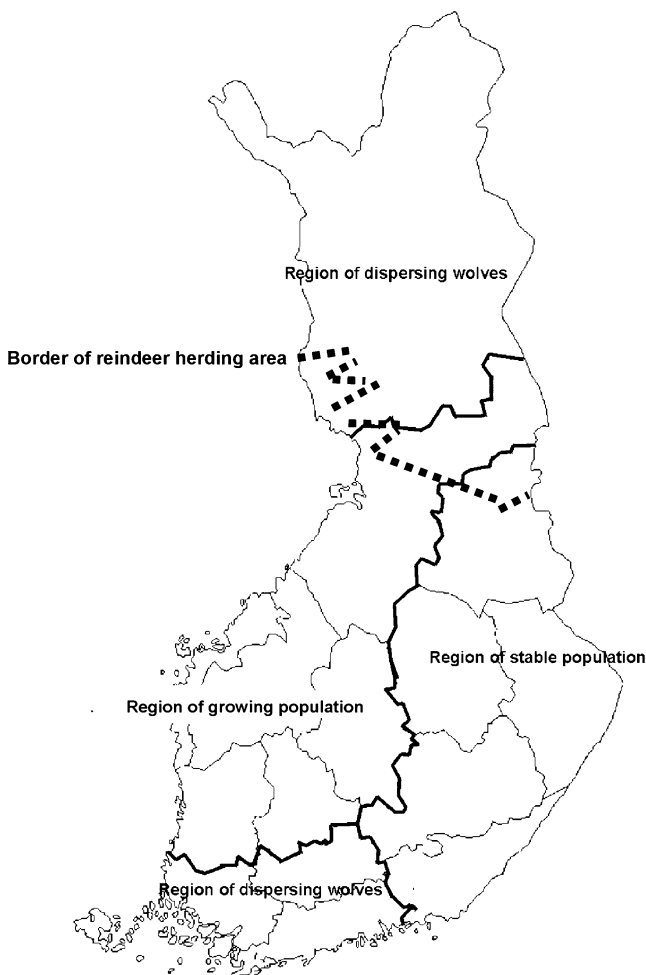 Region of dispersing wolves
Border of reindeer herding area
Region of stable population
Region of growing population
Region of dispersing wolves